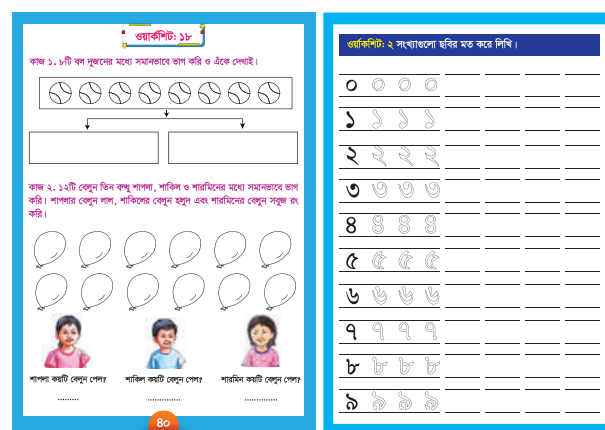 ওয়ার্কশিট: ১৮
কাজ ১. ৮টি বল দুজনের মধ্যে সমানভাবে ভাগ করি ও এঁকে দেখাই।
কাজ ২. ১২টি বেলুন তিন বন্ধু শাপলা, শাকিল ও শারমিনের মধ্যে সমানভাবে ভাগ
করি। শাপলার বেলুন লাল, শাকিলের বেলুন হলুদ এবং শারমিনের বেলুন সবুজ রং
করি।
শাপলা কয়টি বেলুন পেল?
শাকিল কয়টি বেলুন পেল?
শারমিন কয়টি বেলুন পেল?
.........
..............
..............
৪০
ওয়ার্কশিট: ২ সংখ্যাগুলো ছবির মত করে লিখি।
০ ০ ০ ০
১ ১ ১ ১
২ ২ ২ ২
৩ ৩ ৩ ৩
৪ ৪ ৪ ৪
৫ ৫ ৫ ৫
৬ ৬ ৬ ৬
৭ ৭ ৭ ৭
৮ ৮ ৮ ৮
৯ ৯ ৯ ৯